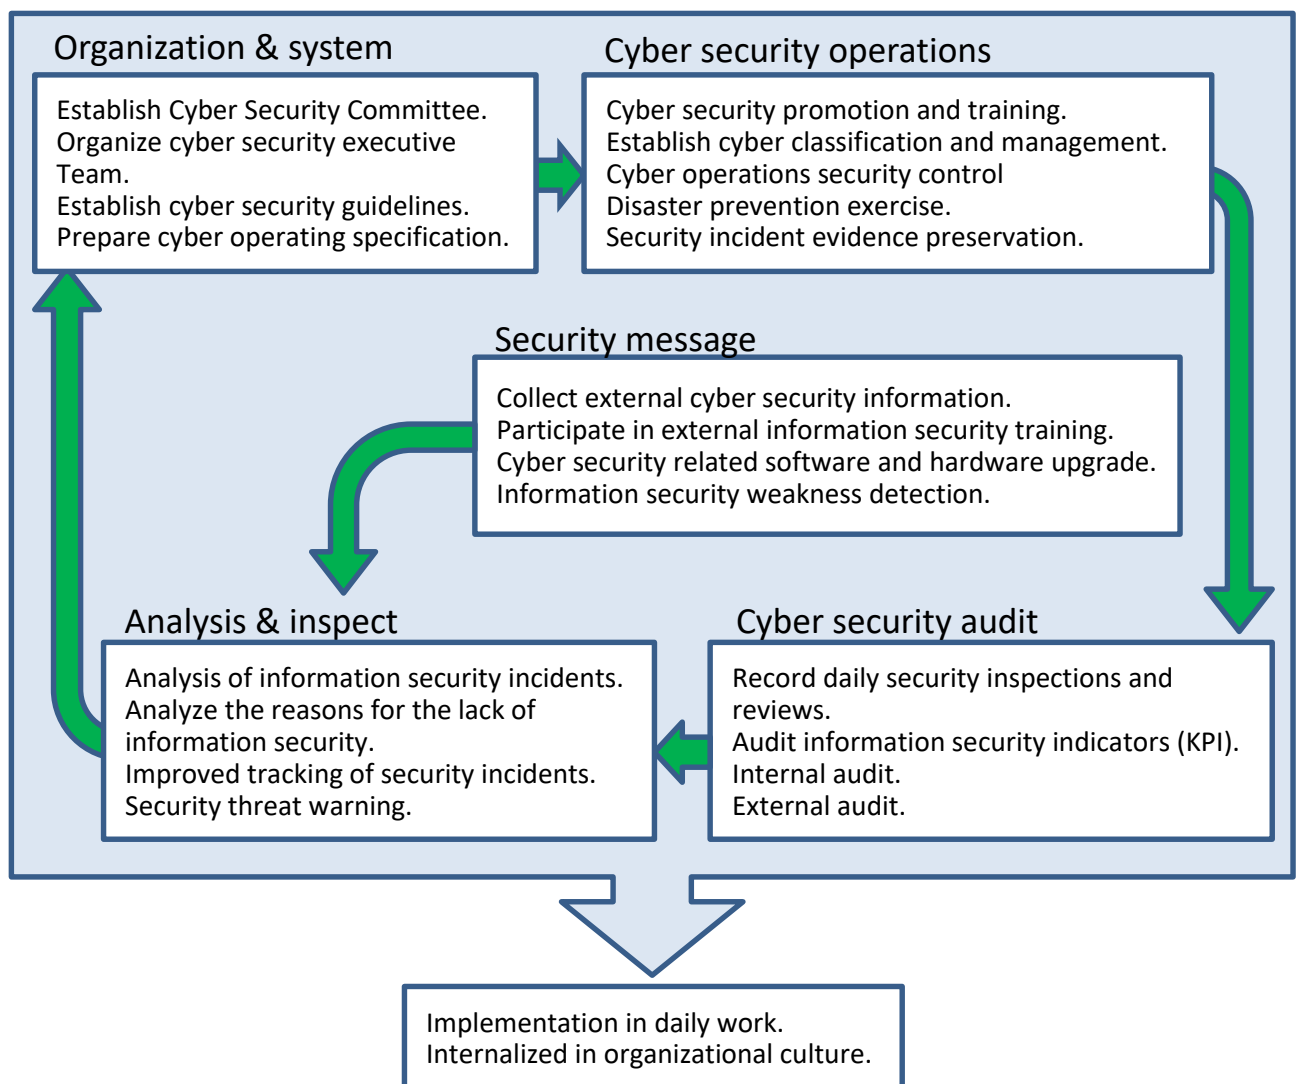 Organization & system
Establish Cyber Security Committee.
Organize cyber security executive
Team.
Establish cyber security guidelines.
Prepare cyber operating specification.
Cyber security operations
Cyber security promotion and training.
Establish cyber classification and management.
Cyber operations security control
Disaster prevention exercise.
Security incident evidence preservation.
Security message
Collect external cyber security information.
Participate in external information security training.
Cyber security related software and hardware upgrade.
Information security weakness detection.
Analysis & inspect
Analysis of information security incidents.
Analyze the reasons for the lack of
information security.
Improved tracking of security incidents.
Security threat warning.
Cyber security audit
Record daily security inspections and
reviews.
Audit information security indicators (KPI).
Internal audit.
External audit.
Implementation in daily work.
Internalized in organizational culture.